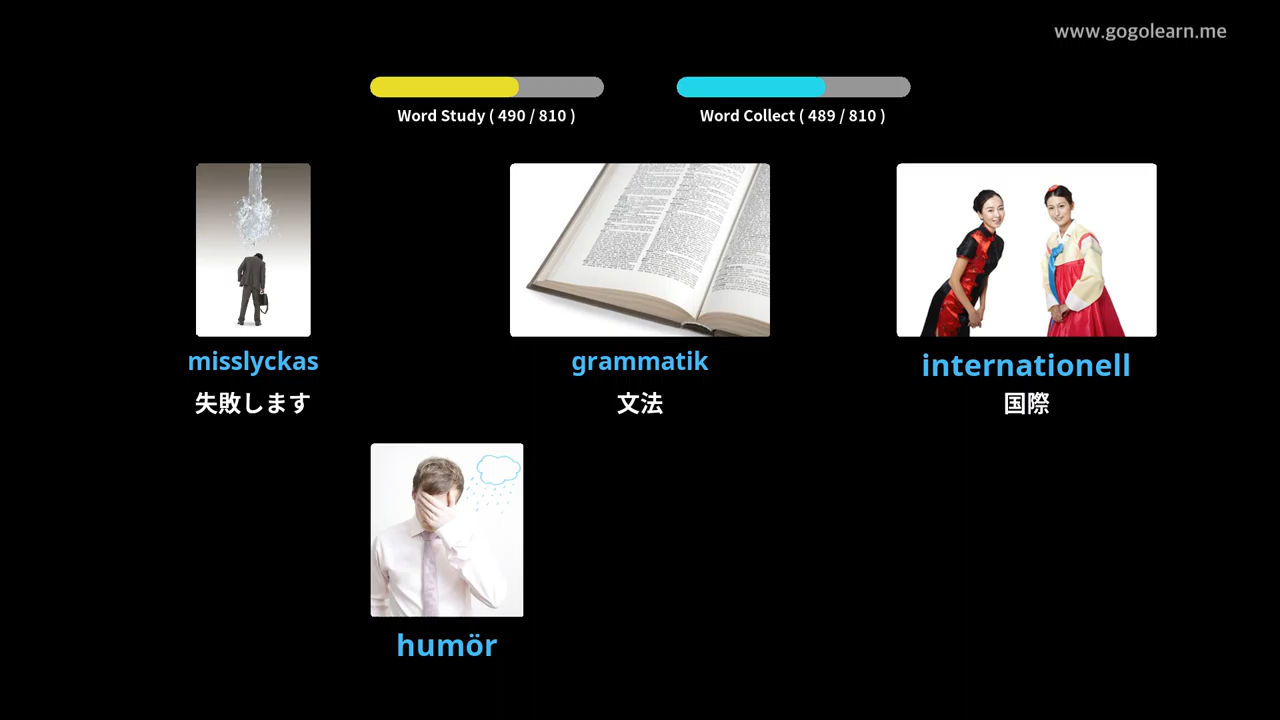 www.gogolearn.me
Word Study ( 490 / 810 )
Word Collect ( 489 / 810 )
misslyckas
失敗します
grammatik
文法
internationell
国際
humör